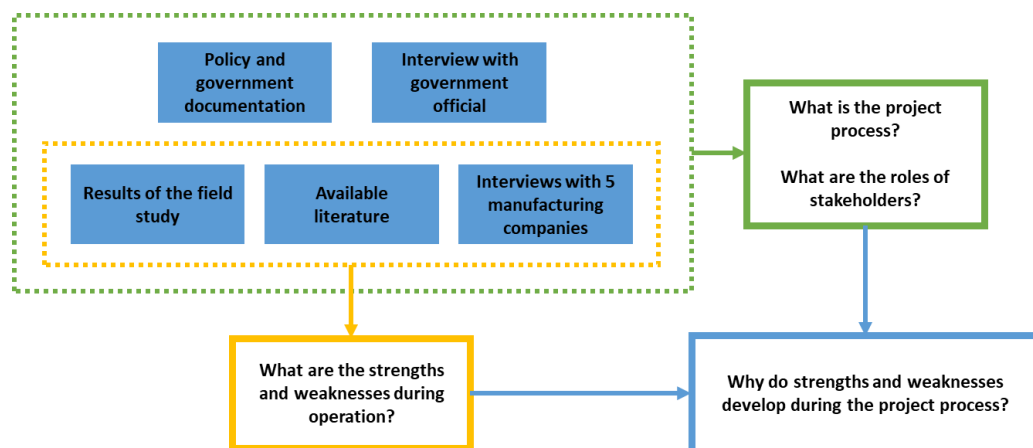 Policy and
government
documentation
Interview with
government
official
What is the project
process?
What are the roles of
stakeholders?
Results of the field
study
Available
literature
Interviews with 5
manufacturing
companies
What are the strengths
and weaknesses during
operation?
Why do strengths and weaknesses
develop during the project process?